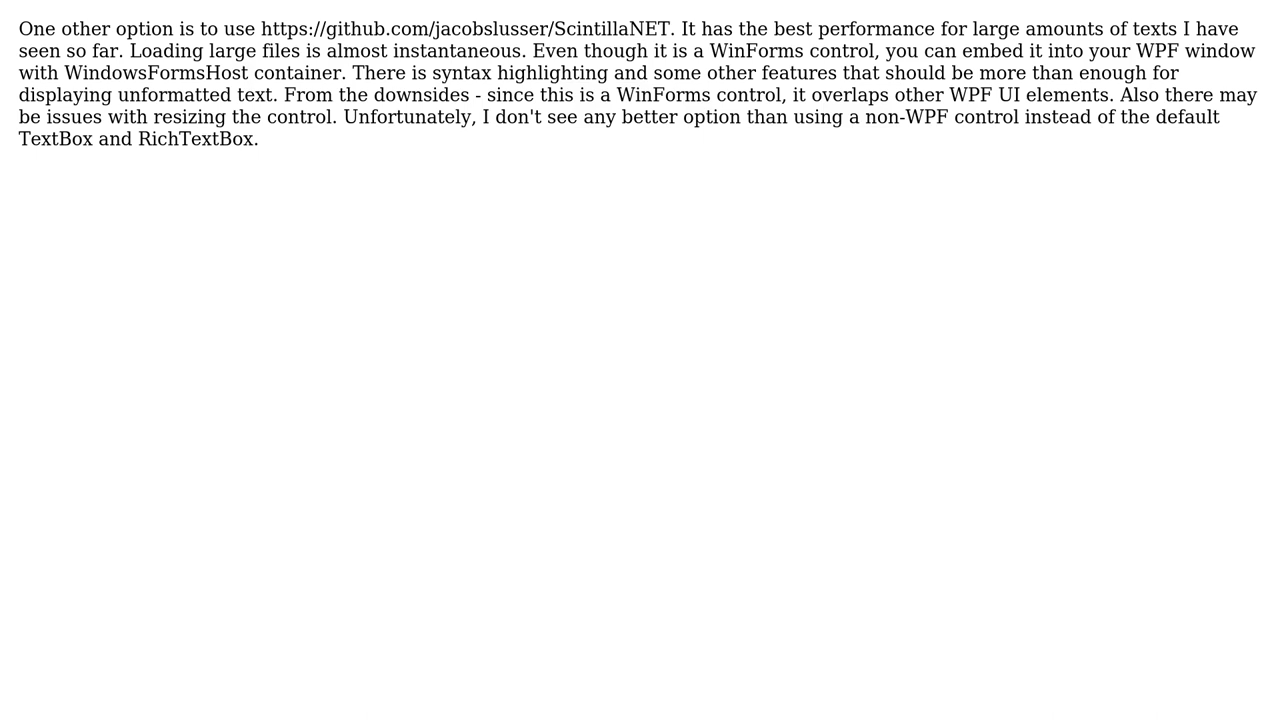 One other option is to use https://github.com/jacobslusser/ScintillaNET. It has the best performance for large amounts of texts I have
seen so far. Loading large files is almost instantaneous. Even though it is a WinForms control, you can embed it into your WPF window
with WindowsFormsHost container. There is syntax highlighting and some other features that should be more than enough for
displaying unformatted text. From the downsides - since this is a WinForms control, it overlaps other WPF UI elements. Also there may
be issues with resizing the control. Unfortunately, I don't see any better option than using a non-WPF control instead of the default
TextBox and RichTextBox.